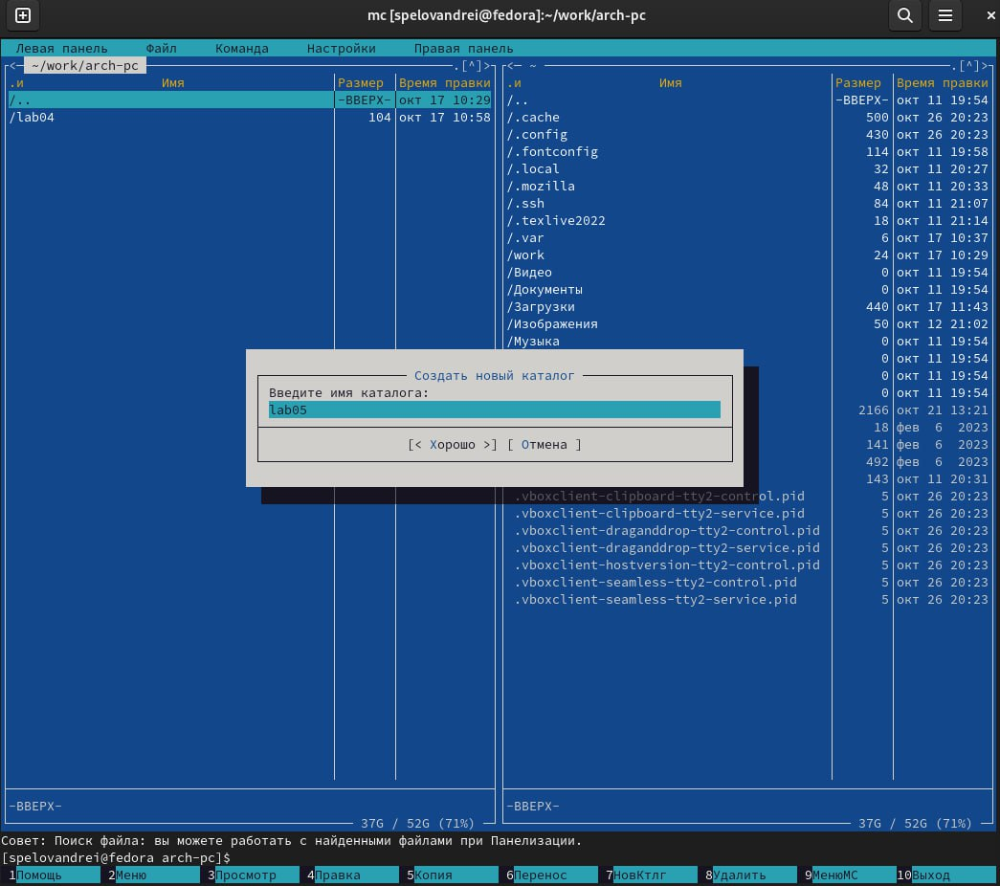 mc [spelovandrei@fedora]:~/work/arch-pc
Левая панель Файл Команда Настройки Правая панель
<— ~/work/arch-pc .[^]>
.и Имя Размер Время правки
/.. -ВВЕРХ- окт 17 10:29
/lab04 104 окт 17 10:58
-ВВЕРХ-
37G / 52G (71%)
<— ~ .[^]>
.и Имя Размер Время правки
/.. -ВВЕРХ- окт 11 19:54
/.cache 500 окт 26 20:23
/.config 430 окт 26 20:23
/.fontconfig 114 окт 11 19:58
/.local 32 окт 11 20:27
/.mozilla 48 окт 11 20:33
/.ssh 84 окт 11 21:07
/.texlive2022 18 окт 11 21:14
/.var 6 окт 17 10:37
/work 24 окт 17 10:29
/Видео 0 окт 11 19:54
/Документы 0 окт 11 19:54
/Загрузки 440 окт 17 11:43
/Изображения 50 окт 12 21:02
/Музыка 0 окт 11 19:54
0 окт 11 19:54
0 окт 11 19:54
0 окт 11 19:54
2166 окт 21 13:21
18 фев 6 2023
141 фев 6 2023
492 фев 6 2023
143 окт 11 20:31
.vboxclient-clipboard-tty2-control.pid 5 окт 26 20:23
.vboxclient-clipboard-tty2-service.pid 5 окт 26 20:23
.vboxclient-draganddrop-tty2-control.pid 5 окт 26 20:23
.vboxclient-draganddrop-tty2-service.pid 5 окт 26 20:23
.vboxclient-hostversion-tty2-control.pid 5 окт 26 20:23
.vboxclient-seamless-tty2-control.pid 5 окт 26 20:23
.vboxclient-seamless-tty2-service.pid 5 окт 26 20:23
-ВВЕРХ-
37G / 52G (71%)
Создать новый каталог
Введите имя каталога:
lab05
[< Хорошо >] [ Отмена ]
Совет: Поиск файла: вы можете работать с найденными файлами при Панелизации.
[spelovandrei@fedora arch-pc]$
1Помощь 2Меню 3Просмотр 4Правка 5Копия 6Перенос 7НовКтлг 8Удалить 9МенюMC 10Выход